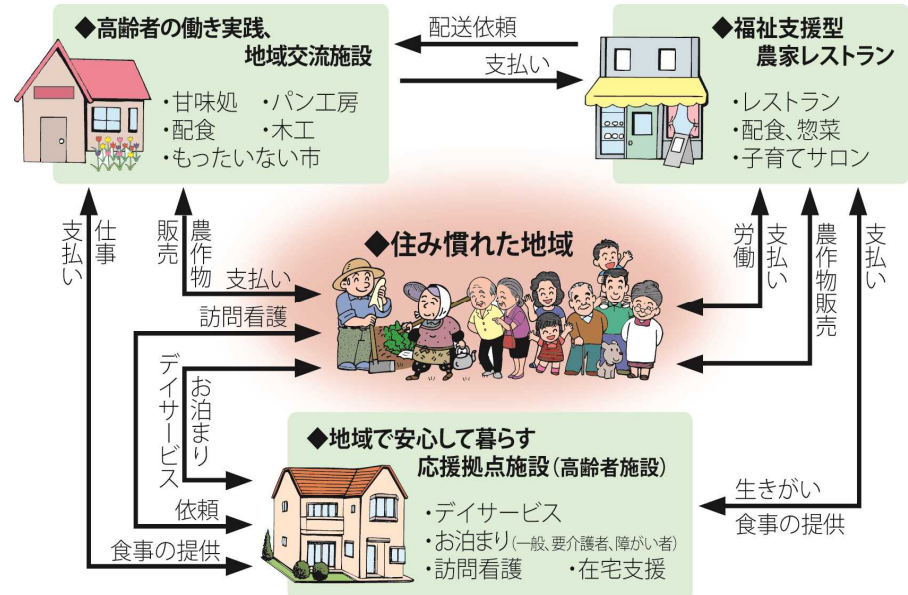 ◆高齢者の働き実践、
地域交流施設
・甘味処 ・パン工房
・配食 ・木工
・もったいない市
配送依頼
支払い
◆福祉支援型
農家レストラン
・レストラン
・配食、惣菜
・子育てサロン
支払い
仕事
販売
農作物
支払い
訪問看護
デイサービス
お泊まり
依頼
食事の提供
◆住み慣れた地域
労働
支払い
農作物販売
支払い
生きがい
食事の提供
◆地域で安心して暮らす
応援拠点施設(高齢者施設)
・デイサービス
・お泊まり(一般、要介護者、障がい者)
・訪問看護 ・在宅支援